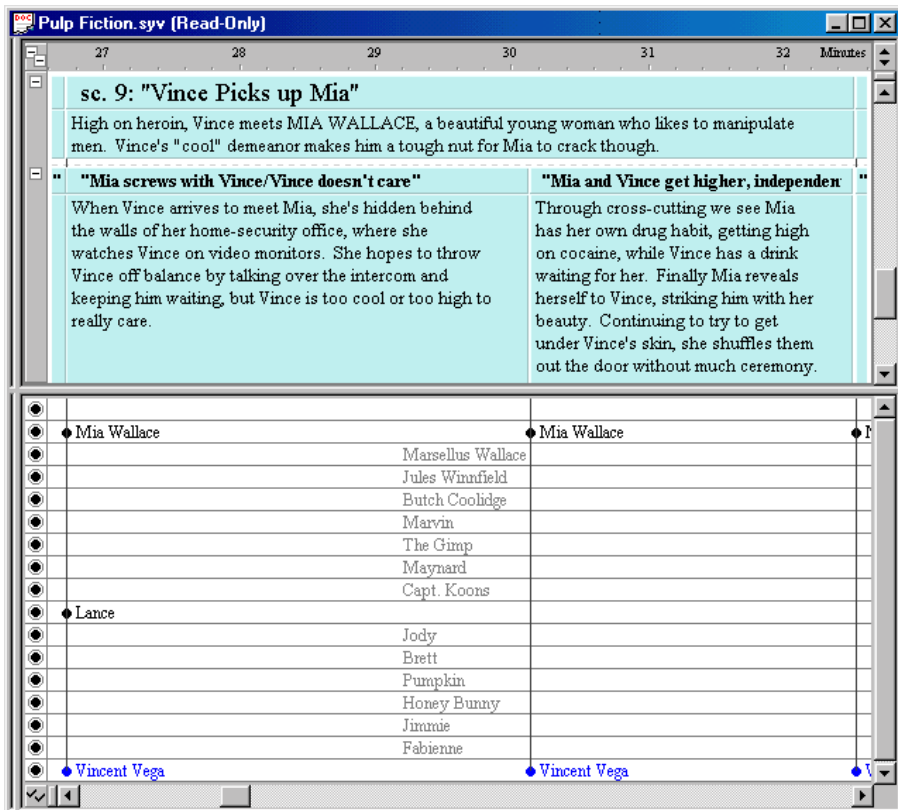 Pulp Fiction.syv (Read-Only)
27 28 29 30 31 32 Minutes
sc. 9: "Vince Picks up Mia"
High on heroin, Vince meets MIA WALLACE, a beautiful young woman who likes to manipulate
men. Vince's "cool" demeanor makes him a tough nut for Mia to crack though.
" "Mia screws with Vince/Vince doesn't care"
When Vince arrives to meet Mia, she's hidden behind
the walls of her home-security office, where she
watches Vince on video monitors. She hopes to throw
Vince off balance by talking over the intercom and
keeping him waiting, but Vince is too cool or too high to
really care.
"Mia and Vince get higher, independen "
Through cross-cutting we see Mia
has her own drug habit, getting high
on cocaine, while Vince has a drink
waiting for her. Finally Mia reveals
herself to Vince, striking him with her
beauty. Continuing to try to get
under Vince's skin, she shuffles them
out the door without much ceremony.
Mia Wallace Mia Wallace
Marsellus Wallace
Jules Winnfield
Butch Coolidge
Marvin
The Gimp
Maynard
Capt. Koons
Lance
Jody
Brett
Pumpkin
Honey Bunny
Jimmie
Fabienne
Vincent Vega Vincent Vega